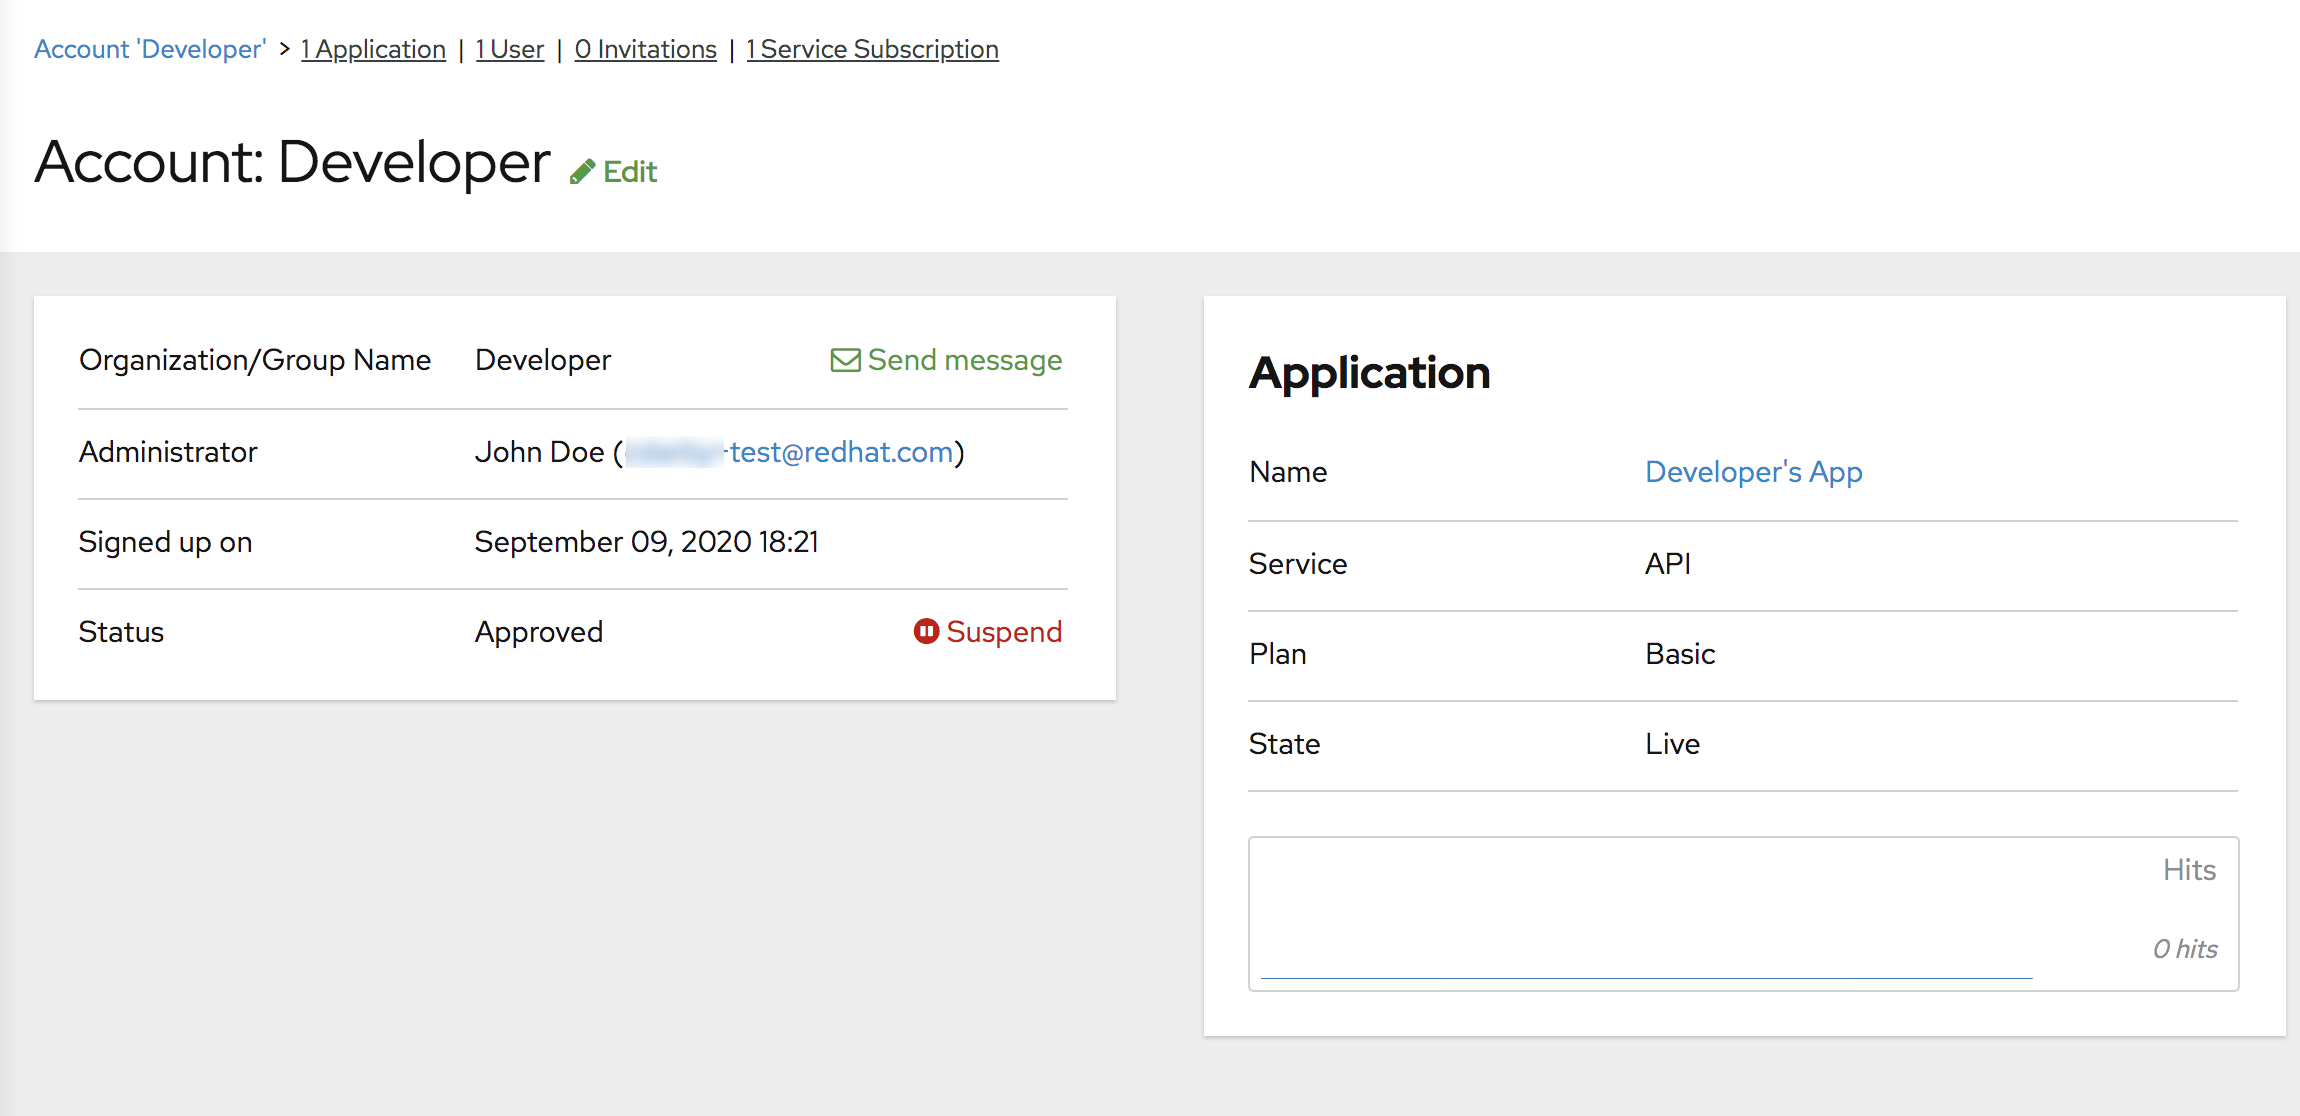 Account 'Developer' > 1 Application | 1 User | 0 Invitations | 1 Service Subscription
Account: Developer Edit
Organization/Group Name Developer Send message
Administrator John Doe ( test@redhat.com)
Signed up on September 09, 2020 18:21
Status Approved Suspend
Application
Name Developer's App
Service API
Plan Basic
State Live
Hits
0 hits